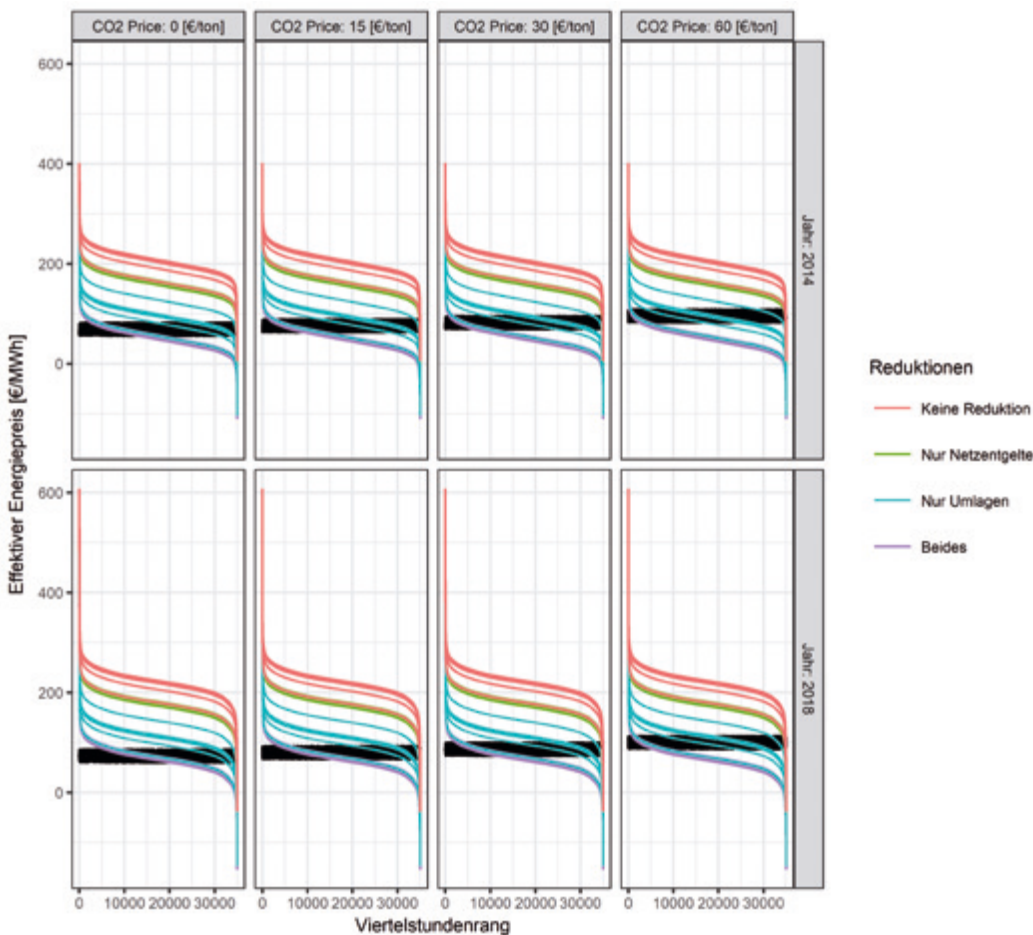 CO2 Price: 0 [€/ton] CO2 Price: 15 [€/ton] CO2 Price: 30 [€/ton] CO2 Price: 60 [€/ton]
600
400
200
0
Jahr: 2014
Effektiver Energiepreis [€/MWh]
600
400
200
0
Jahr: 2018
0 10000 20000 30000 0 10000 20000 30000 0 10000 20000 30000 0 10000 20000 30000
Viertelstundenrang
Reduktionen
Keine Reduktion
Nur Netzentgelte
Nur Umlagen
Beides